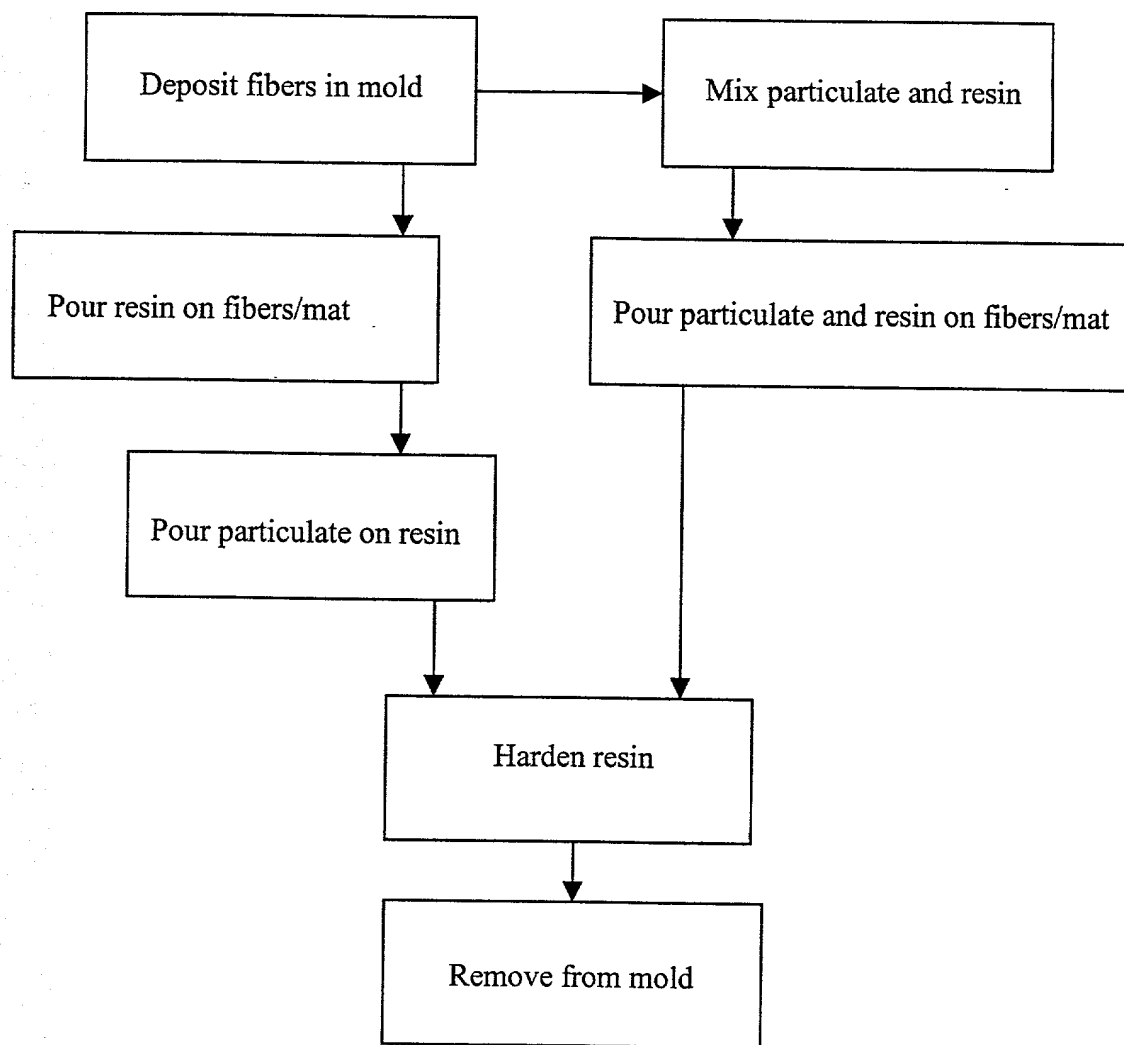 Deposit fibers in mold
Mix particulate and resin
Pour resin on fibers/mat
Pour particulate and resin on fibers/mat
Pour particulate on resin
Harden resin
Remove from mold